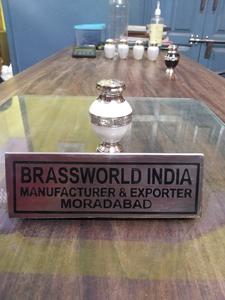 BRASSWORLD INDIA
MANUFACTURER & EXPORTER
MORADABAD